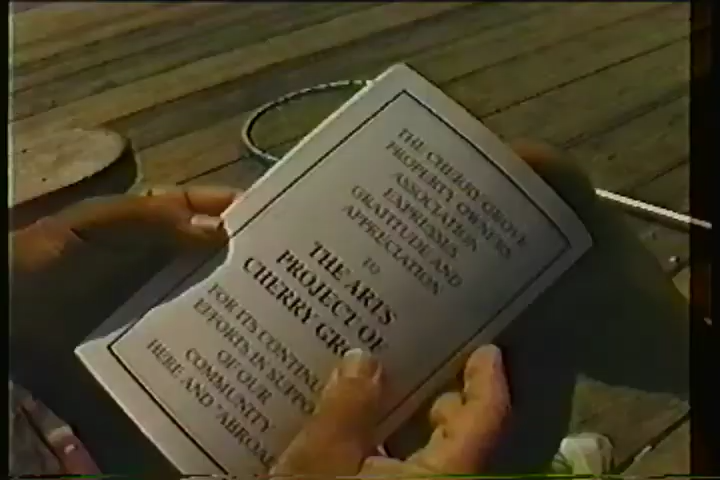 THE CHERRY GROVE
PROPERTY OWNERS
ASSOCIATION
EXPRESSES
GRATITUDE AND
APPRECIATION
TO
THE ARTS
PROJECT OF
CHERRY GRO
FOR ITS CONTINU
EFFORTS IN SUPPO
OF OUR
COMMUNITY
HERE AND "ABROAD